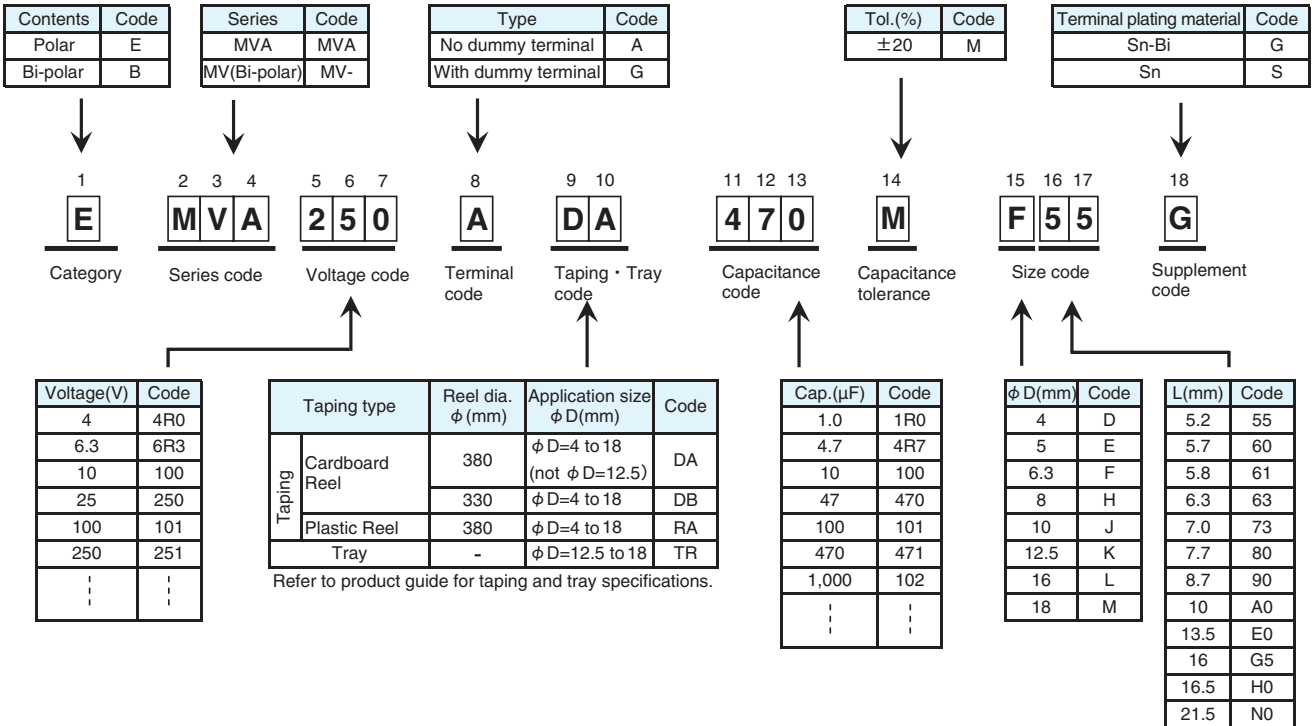 Contents Code
Polar E
Bi-polar B
Series Code
MVA MVA
MV(Bi-polar) MV-
Type Code
No dummy terminal A
With dummy terminal G
Tol.(%) Code
±20 M
Terminal plating material Code
Sn-Bi G
Sn S
1 2 3 4 5 6 7 8 9 10 11 12 13 14 15 16 17 18
E M V A 2 5 0 A D A 4 7 0 M F 5 5 G
Category
Series code
Voltage code
Terminal
code
Taping・Tray
code
Capacitance
code
Capacitance
tolerance
Size code
Supplement
code
Voltage(V) Code
4 4R0
6.3 6R3
10 100
25 250
100 101
250 251
Taping type Reel dia. φ(mm) Application size φD(mm) Code
Taping
Cardboard Reel 380 φD=4 to 18 (not φD=12.5) DA
330 φD=4 to 18 DB
Plastic Reel 380 φD=4 to 18 RA
Tray - φD=12.5 to 18 TR
Refer to product guide for taping and tray specifications.
Cap.(μF) Code
1.0 1R0
4.7 4R7
10 100
47 470
100 101
470 471
1,000 102
φD(mm) Code
4 D
5 E
6.3 F
8 H
10 J
12.5 K
16 L
18 M
L(mm) Code
5.2 55
5.7 60
5.8 61
6.3 63
7.0 73
7.7 80
8.7 90
10 A0
13.5 E0
16 G5
16.5 H0
21.5 N0